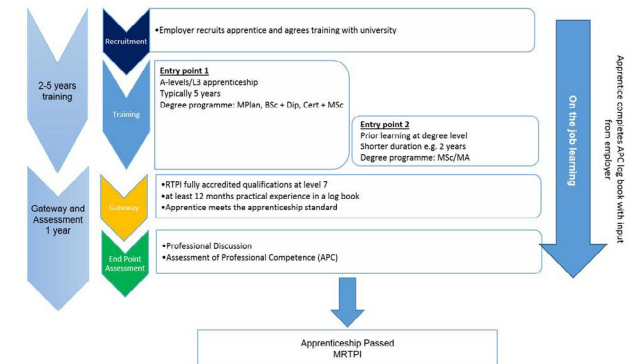 Recruitment
•Employer recruits apprentice and agrees training with university
2-5 years
training
Training
Entry point 1
A-levels/L3 apprenticeship
Typically 5 years
Degree programme: MPlan, BSc + Dip, Cert + MSc
Entry point 2
Prior learning at degree level
Shorter duration e.g. 2 years
Degree programme: MSc/MA
Gateway and
Assessment
1 year
Gateway
•RTPI fully accredited qualifications at level 7
•at least 12 months practical experience in a log book
•Apprentice meets the apprenticeship standard
End Point
Assessment
•Professional Discussion
•Assessment of Professional Competence (APC)
On the job learning
Apprentice completes APC log book with input
from employer
Apprenticeship Passed
MRTPI